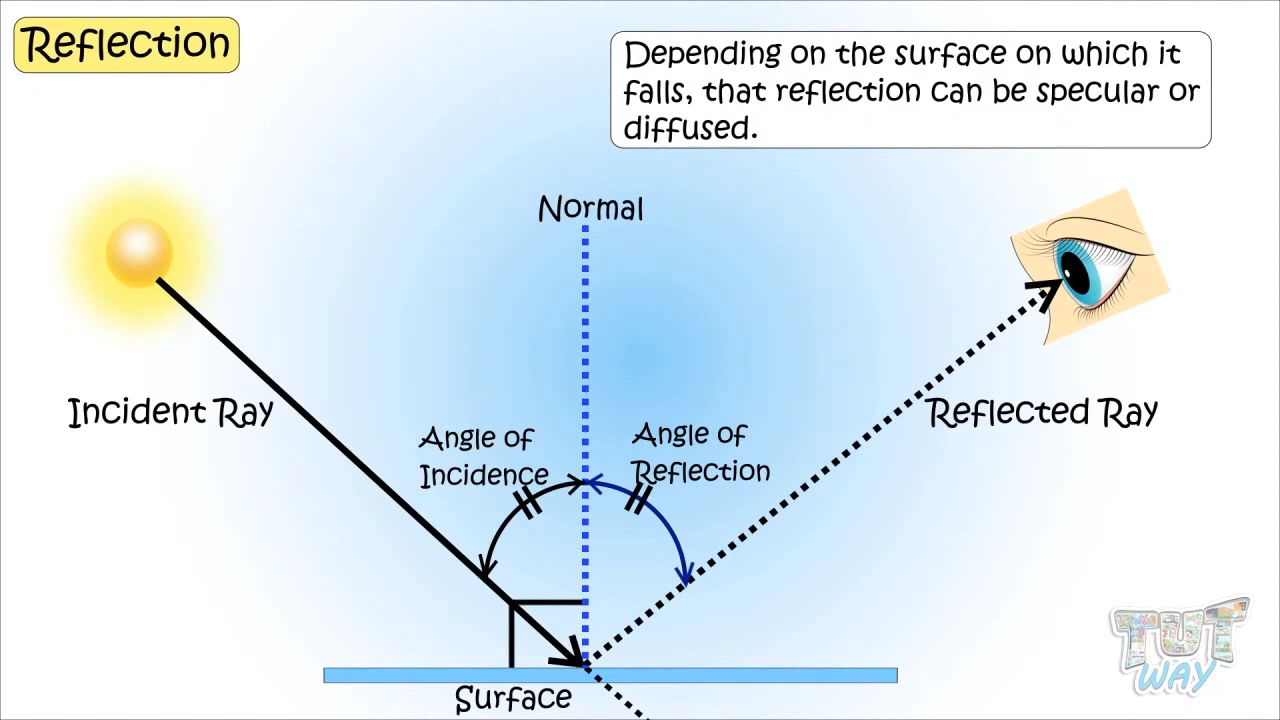 Reflection
Depending on the surface on which it
falls, that reflection can be specular or
diffused.
Normal
Incident Ray
Reflected Ray
Angle of
Incidence
Angle of
Reflection
Surface
TUT
WAY